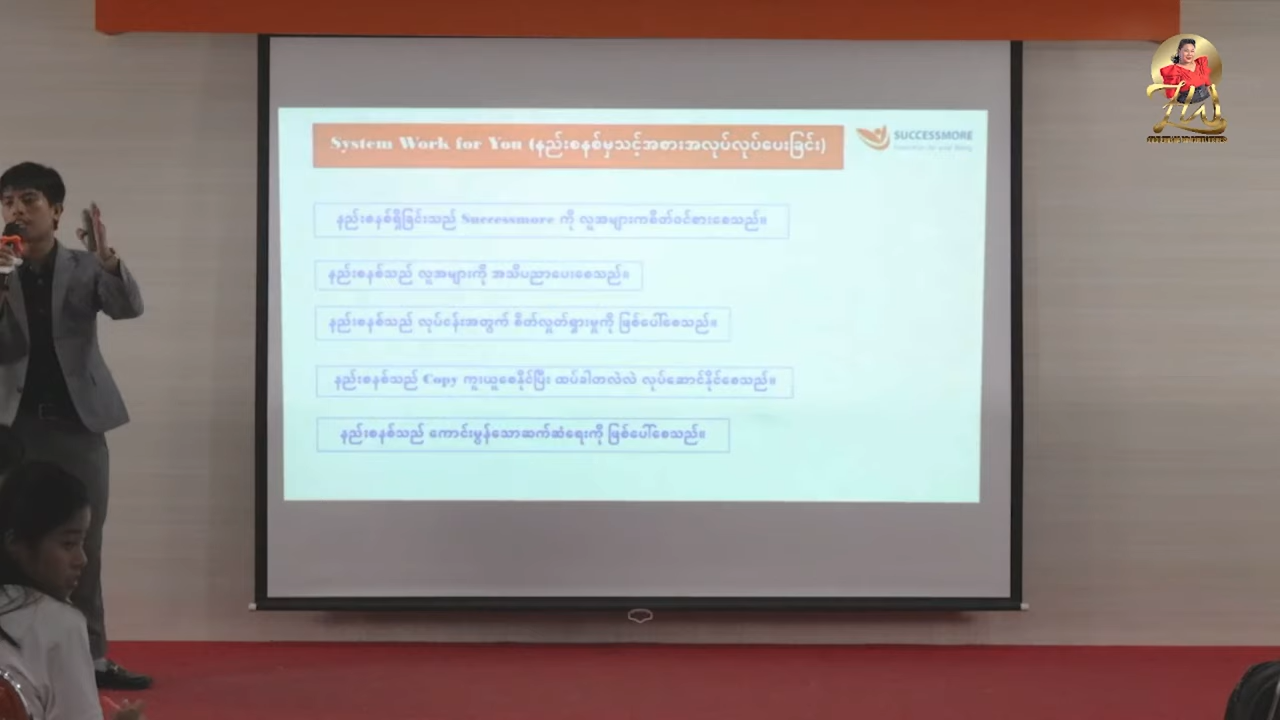 System Work for You (နည်းစနစ်မှသင့်အစားအလုပ်လုပ်ပေးခြင်း)
SUCCESSMORE
နည်းစနစ်ရှိခြင်းသည် Successmore ကို လူအများကစိတ်ဝင်စားစေသည်။
နည်းစနစ်သည် လူအများကို အသိပညာပေးစေသည်။
နည်းစနစ်သည် လုပ်ငန်းအတွက် စိတ်လှုတ်ရှားမှုကို ဖြစ်ပေါ်စေသည်။
နည်းစနစ်သည် Copy ကူးယူစေနိုင်ပြီး ထပ်ခါတလဲလဲ လုပ်ဆောင်နိုင်စေသည်။
နည်းစနစ်သည် ကောင်းမွန်သောဆက်ဆံရေးကို ဖြစ်ပေါ်စေသည်။